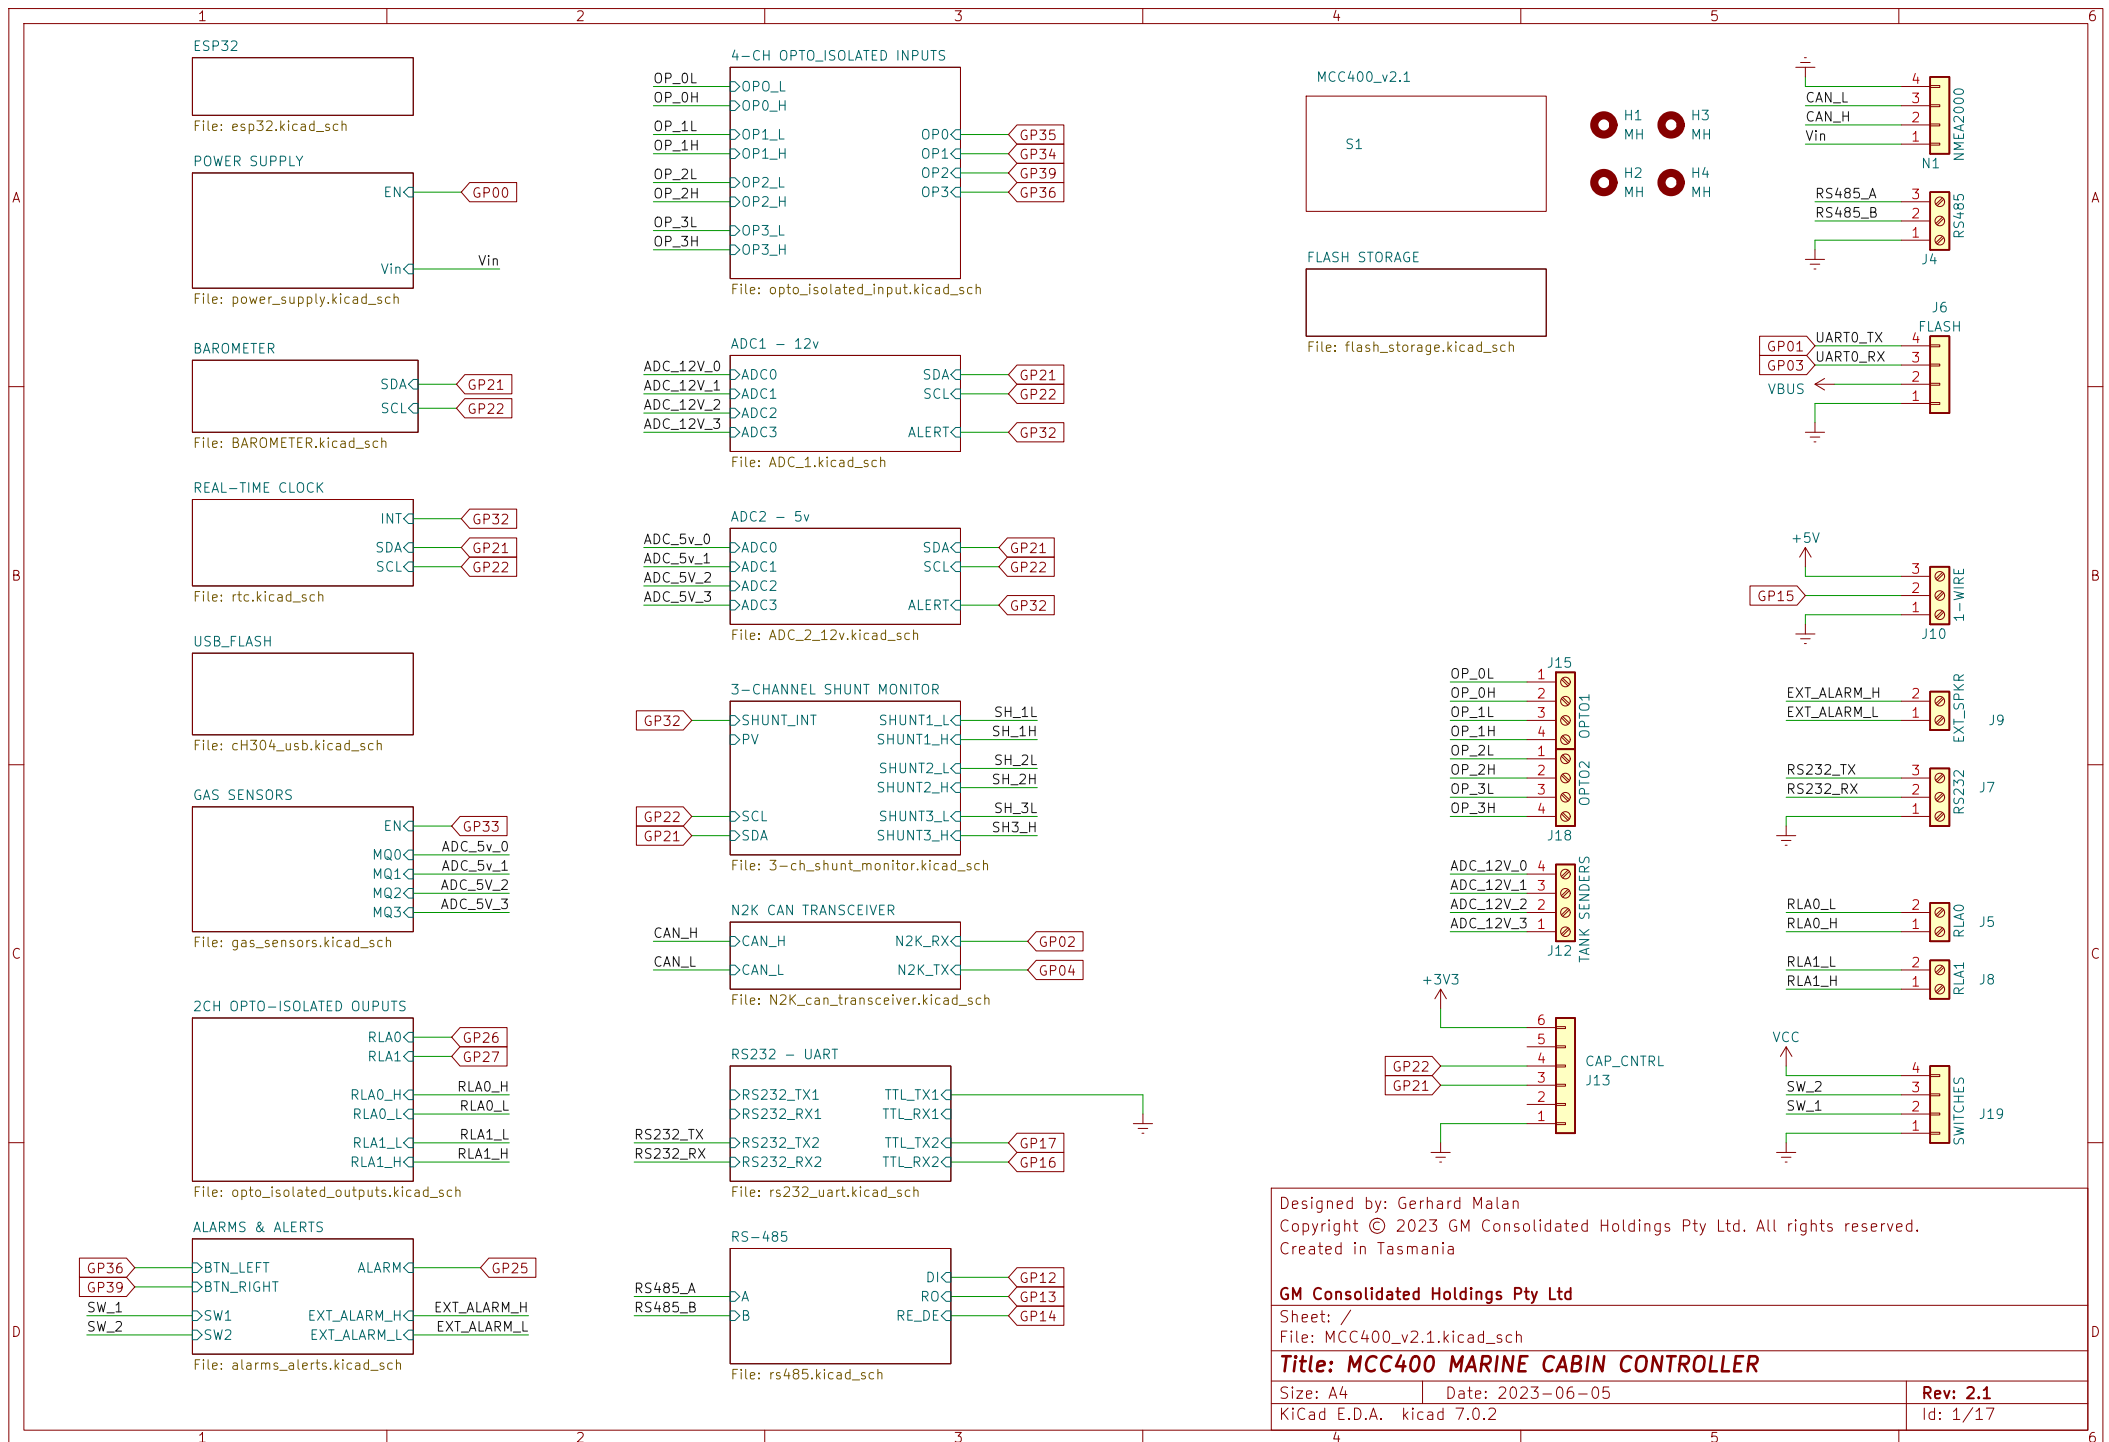 1 2 3 4 5 6
A
B
C
D
ESP32
File: esp32.kicad_sch
POWER SUPPLY
EN
GP00
Vin
Vin
File: power_supply.kicad_sch
BAROMETER
SDA
GP21
SCL
GP22
File: BAROMETER.kicad_sch
REAL-TIME CLOCK
INT
GP32
SDA
GP21
SCL
GP22
File: rtc.kicad_sch
USB_FLASH
File: cH304_usb.kicad_sch
GAS SENSORS
EN
GP33
MQ0
ADC_5v_0
MQ1
ADC_5v_1
MQ2
ADC_5V_2
MQ3
ADC_5V_3
File: gas_sensors.kicad_sch
2CH OPTO-ISOLATED OUPUTS
RLA0
GP26
RLA1
GP27
RLA0_H
RLA0_H
RLA0_L
RLA0_L
RLA1_L
RLA1_L
RLA1_H
RLA1_H
File: opto_isolated_outputs.kicad_sch
ALARMS & ALERTS
GP36
BTN_LEFT
ALARM
GP25
GP39
BTN_RIGHT
SW_1
SW1
EXT_ALARM_H
EXT_ALARM_H
SW_2
SW2
EXT_ALARM_L
EXT_ALARM_L
File: alarms_alerts.kicad_sch
4-CH OPTO_ISOLATED INPUTS
OP_0L
OPO_L
OP_0H
OP0_H
OP_1L
OP1_L
OP_1H
OP1_H
OP_2L
OP2_L
OP_2H
OP2_H
OP_3L
OP3_L
OP_3H
OP3_H
OP0
GP35
OP1
GP34
OP2
GP39
OP3
GP36
File: opto_isolated_input.kicad_sch
ADC1 - 12v
ADC_12V_0
ADC0
ADC_12V_1
ADC1
ADC_12V_2
ADC2
ADC_12V_3
ADC3
SDA
GP21
SCL
GP22
ALERT
GP32
File: ADC_1.kicad_sch
ADC2 - 5v
ADC_5v_0
ADC0
ADC_5v_1
ADC1
ADC_5V_2
ADC2
ADC_5V_3
ADC3
SDA
GP21
SCL
GP22
ALERT
GP32
File: ADC_2_12v.kicad_sch
3-CHANNEL SHUNT MONITOR
GP32
SHUNT_INT
PV
GP22
SCL
GP21
SDA
SHUNT1_L
SH_1L
SHUNT1_H
SH_1H
SHUNT2_L
SH_2L
SHUNT2_H
SH_2H
SHUNT3_L
SH_3L
SHUNT3_H
SH3_H
File: 3-ch_shunt_monitor.kicad_sch
N2K CAN TRANSCEIVER
CAN_H
CAN_H
CAN_L
CAN_L
N2K_RX
GP02
N2K_TX
GP04
File: N2K_can_transceiver.kicad_sch
RS232 - UART
RS232_TX1
RS232_RX1
RS232_TX
RS232_TX2
RS232_RX
RS232_RX2
TTL_TX1
TTL_RX1
TTL_TX2
GP17
TTL_RX2
GP16
File: rs232_uart.kicad_sch
RS-485
RS485_A
A
RS485_B
B
DI
GP12
RO
GP13
RE_DE
GP14
File: rs485.kicad_sch
MCC400_v2.1
S1
H1
MH
H3
MH
H2
MH
H4
MH
FLASH STORAGE
File: flash_storage.kicad_sch
4
CAN_L 3
CAN_H 2
Vin 1
N1
NMEA2000
RS485_A 3
RS485_B 2
1
J4
RS485
J6
FLASH
GP01 UART0_TX 4
GP03 UART0_RX 3
VBUS 2
1
+5V
3
GP15 2
1
J10
1-WIRE
J15
OP_0L 1
OP_0H 2
OP_1L 3
OP_1H 4
OPTO1
OP_2L 1
OP_2H 2
OP_3L 3
OP_3H 4
OPTO2
J18
ADC_12V_0 4
ADC_12V_1 3
ADC_12V_2 2
ADC_12V_3 1
J12
TANK SENDERS
+3V3
6
5
GP22 4
GP21 3
2
1
CAP_CNTRL
J13
EXT_ALARM_H 2
EXT_ALARM_L 1
EXT_SPKR
J9
RS232_TX 3
RS232_RX 2
1
RS232
J7
RLA0_L 2
RLA0_H 1
RLA0
J5
RLA1_L 2
RLA1_H 1
RLA1
J8
VCC
4
SW_2 3
SW_1 2
1
SWITCHES
J19
Designed by: Gerhard Malan
Copyright © 2023 GM Consolidated Holdings Pty Ltd. All rights reserved.
Created in Tasmania
GM Consolidated Holdings Pty Ltd
Sheet: /
File: MCC400_v2.1.kicad_sch
Title: MCC400 MARINE CABIN CONTROLLER
Size: A4 Date: 2023-06-05 Rev: 2.1
KiCad E.D.A. kicad 7.0.2 Id: 1/17
A
B
C
D
1 2 3 4 5 6